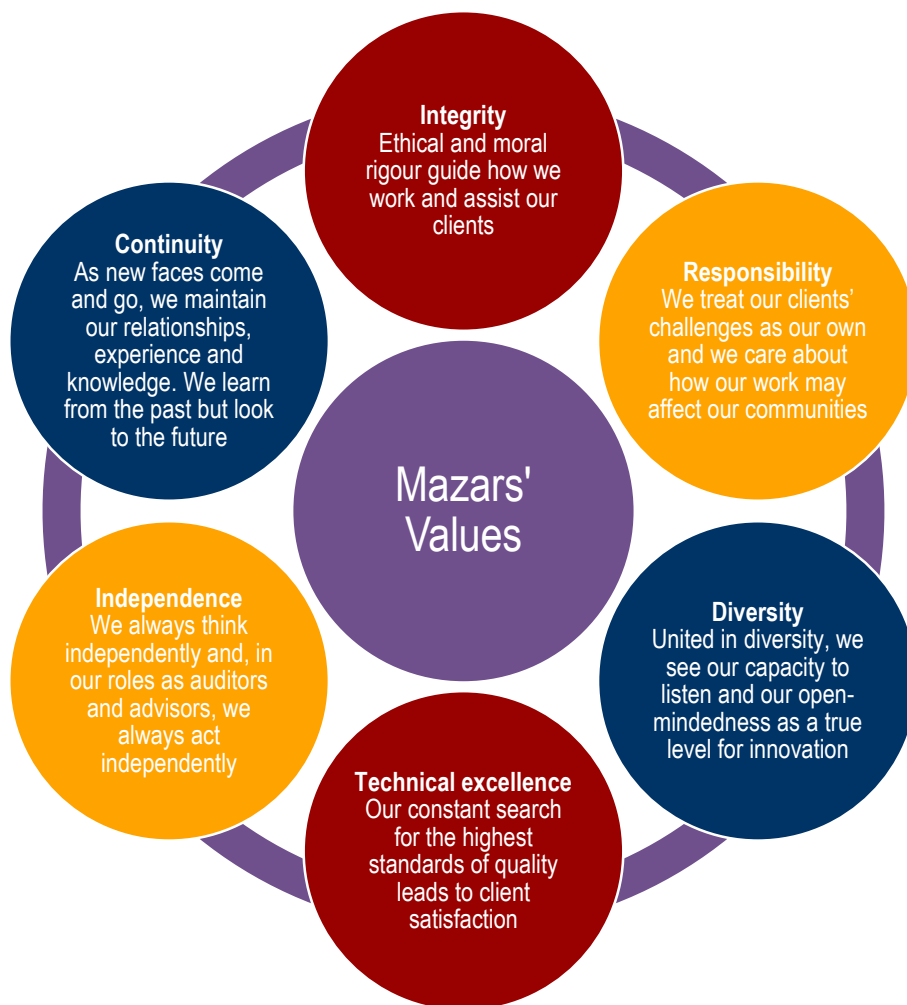 Integrity
Ethical and moral
rigour guide how we
work and assist our
clients
Responsibility
We treat our clients’
challenges as our own
and we care about
how our work may
affect our communities
Diversity
United in diversity, we
see our capacity to
listen and our open-
mindedness as a true
level for innovation
Technical excellence
Our constant search
for the highest
standards of quality
leads to client
satisfaction
Independence
We always think
independently and, in
our roles as auditors
and advisors, we
always act
independently
Continuity
As new faces come
and go, we maintain
our relationships,
experience and
knowledge. We learn
from the past but look
to the future
Mazars'
Values